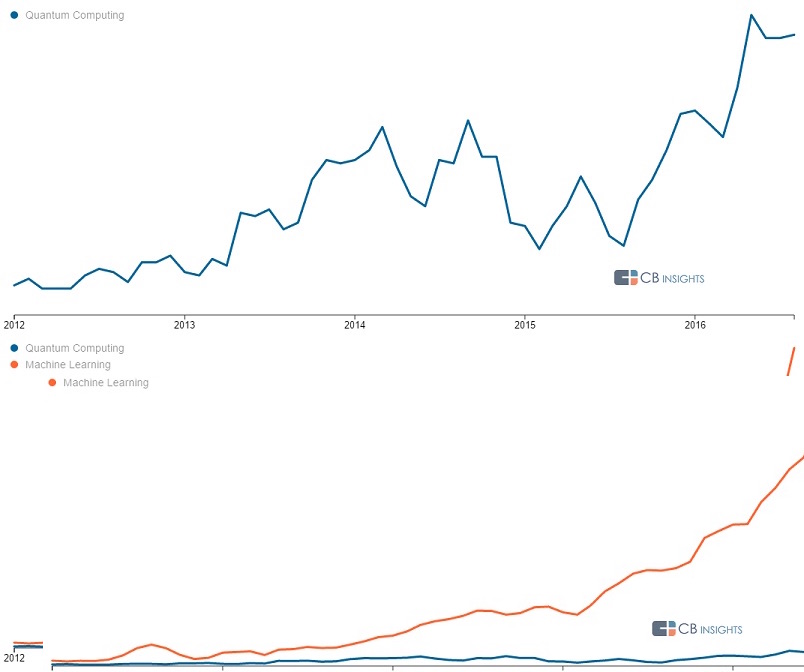 Quantum Computing
CB INSIGHTS
2012 2013 2014 2015 2016
Quantum Computing
Machine Learning
Machine Learning
CB INSIGHTS
2012